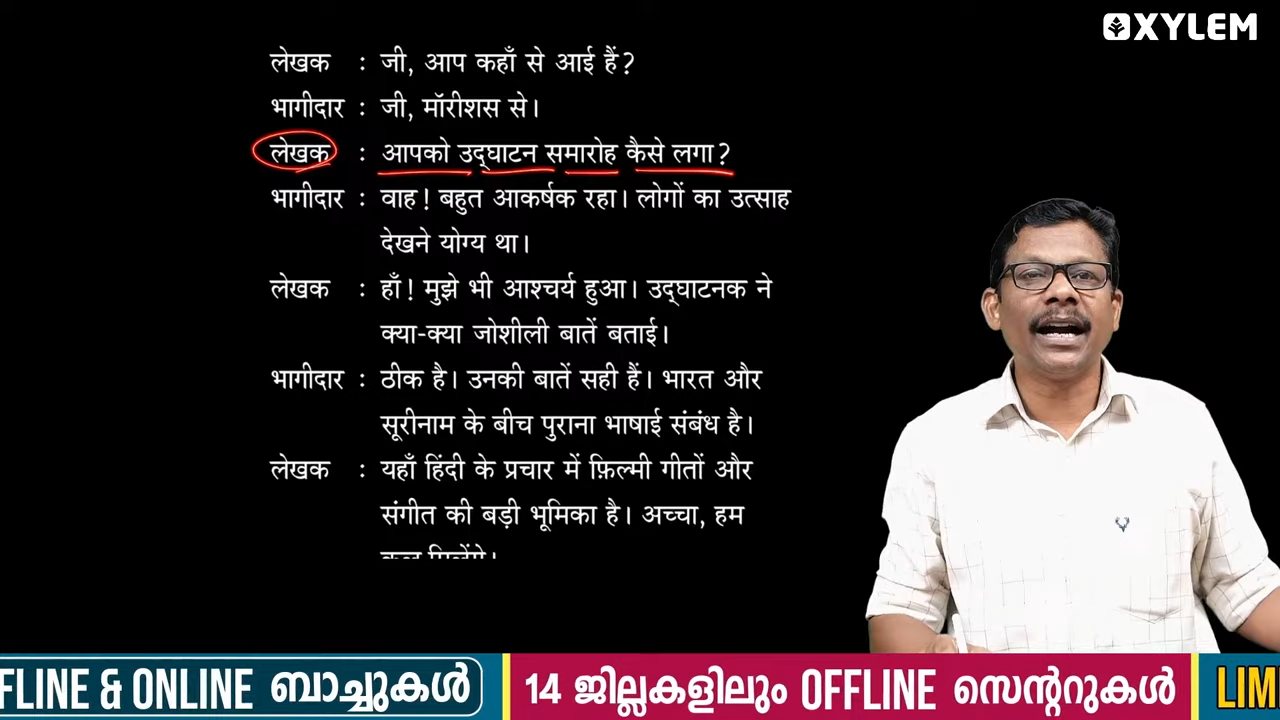 OXYLEM
लेखक : जी, आप कहाँ से आई हैं?
भागीदार : जी, मॉरीशस से।
लेखक : आपको उद्‌घाटन समारोह कैसे लगा?
भागीदार : वाह! बहुत आकर्षक रहा। लोगों का उत्साह
देखने योग्य था।
लेखक : हाँ! मुझे भी आश्चर्य हुआ। उद्‌घाटनक ने
क्या-क्या जोशीली बातें बताई।
भागीदार : ठीक है। उनकी बातें सही हैं। भारत और
सूरीनाम के बीच पुराना भाषाई संबंध है।
लेखक : यहाँ हिंदी के प्रचार में फ़िल्मी गीतों और
संगीत की बड़ी भूमिका है। अच्चा, हम
कल मिलेंगे।
FLINE & ONLINE ബാച്ചുകൾ 14 ജില്ലകളിലും OFFLINE സെന്ററുകൾ LIM